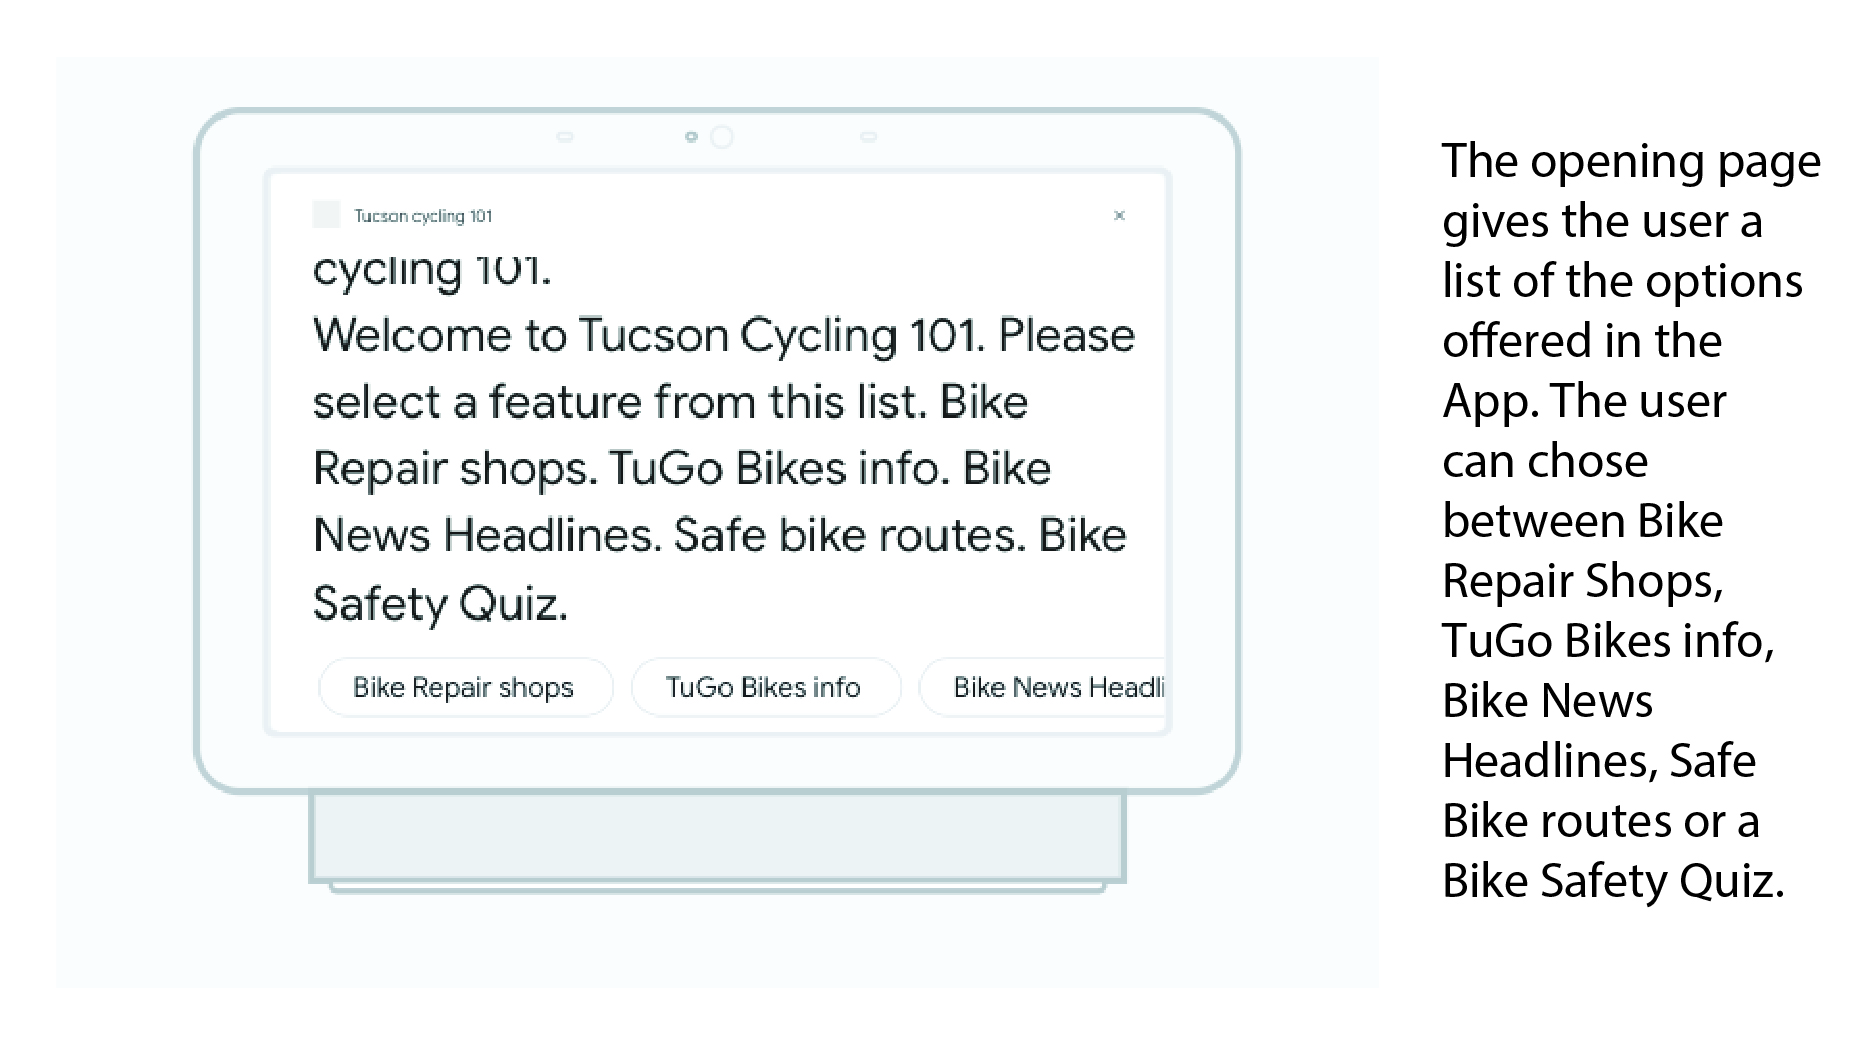 Tucson cycling 101
×
cycling 101.
Welcome to Tucson Cycling 101. Please
select a feature from this list. Bike
Repair shops. TuGo Bikes info. Bike
News Headlines. Safe bike routes. Bike
Safety Quiz.
Bike Repair shops
TuGo Bikes info
Bike News Headli
The opening page
gives the user a
list of the options
offered in the
App. The user
can chose
between Bike
Repair Shops,
TuGo Bikes info,
Bike News
Headlines, Safe
Bike routes or a
Bike Safety Quiz.